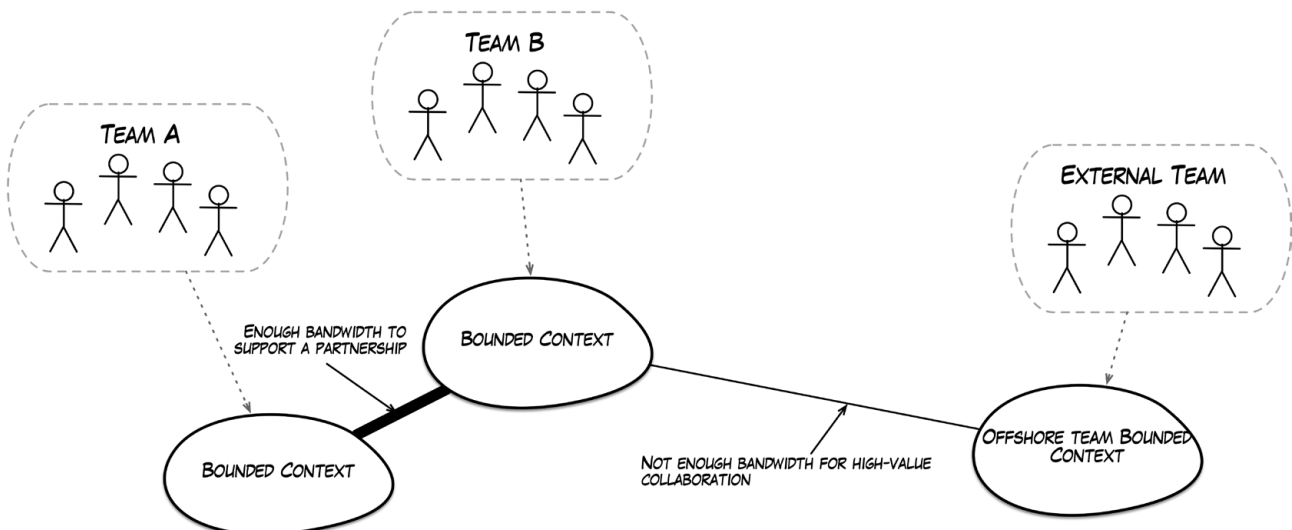 TEAM B
TEAM A
EXTERNAL TEAM
ENOUGH BANDWIDTH TO
SUPPORT A PARTNERSHIP
BOUNDED CONTEXT
BOUNDED CONTEXT
NOT ENOUGH BANDWIDTH FOR HIGH-VALUE
COLLABORATION
OFFSHORE TEAM BOUNDED
CONTEXT